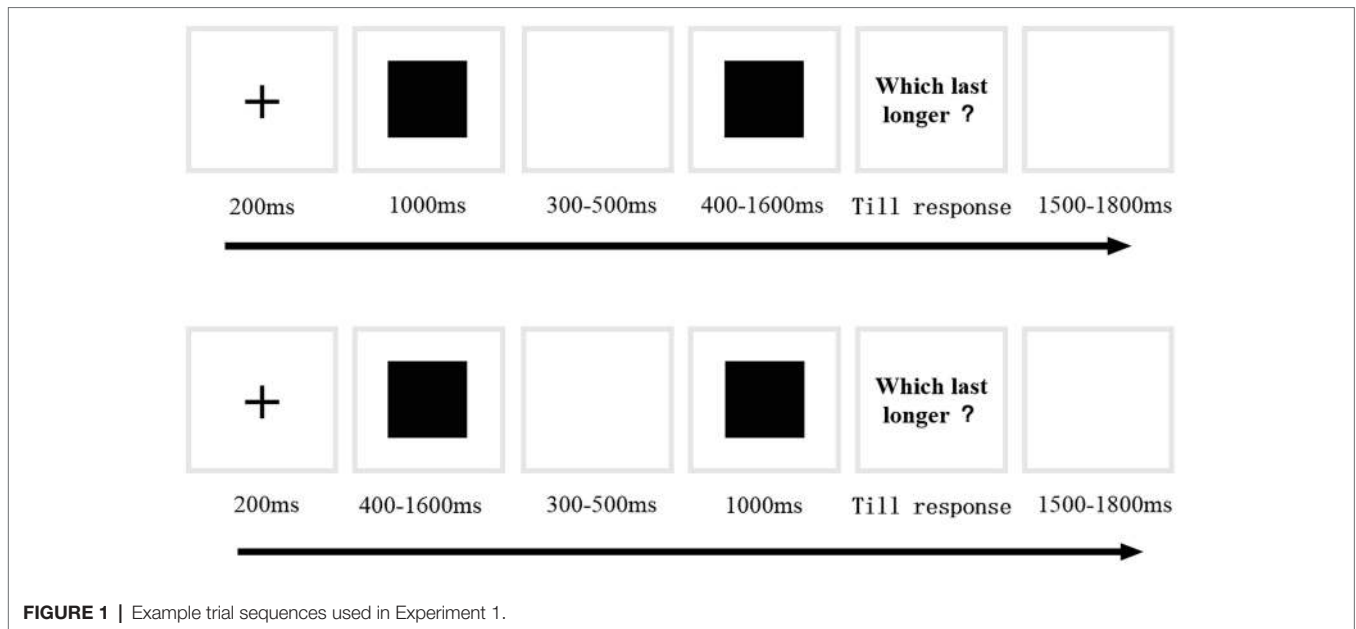 Which last
longer ?
200ms 1000ms 300-500ms 400-1600ms Till response 1500-1800ms
Which last
longer ?
200ms 400-1600ms 300-500ms 1000ms Till response 1500-1800ms
FIGURE 1 | Example trial sequences used in Experiment 1.